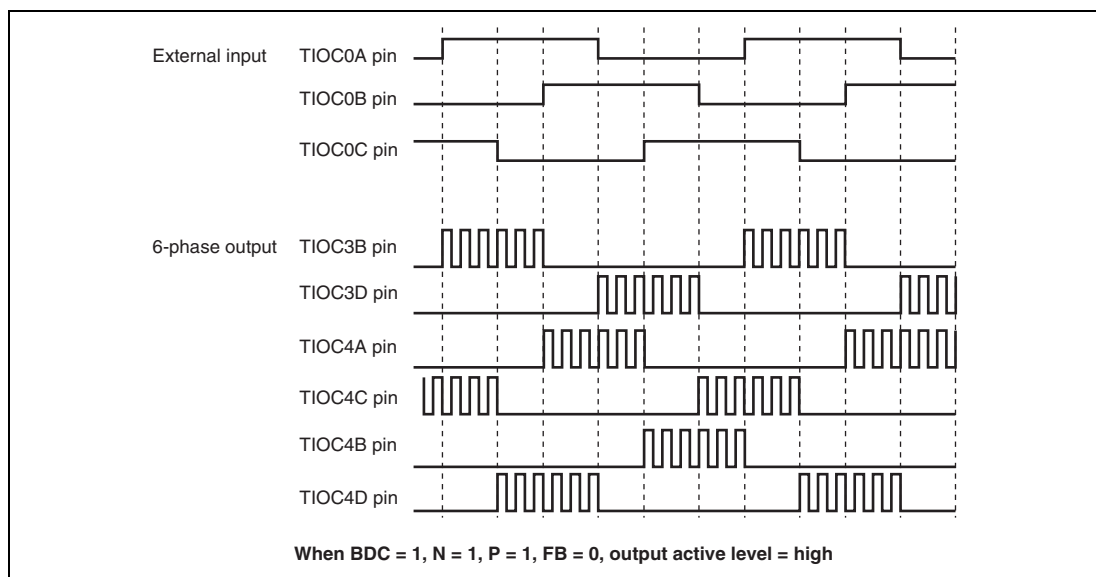 External input TIOC0A pin
TIOC0B pin
TIOC0C pin
6-phase output TIOC3B pin
TIOC3D pin
TIOC4A pin
TIOC4C pin
TIOC4B pin
TIOC4D pin
When BDC = 1, N = 1, P = 1, FB = 0, output active level = high